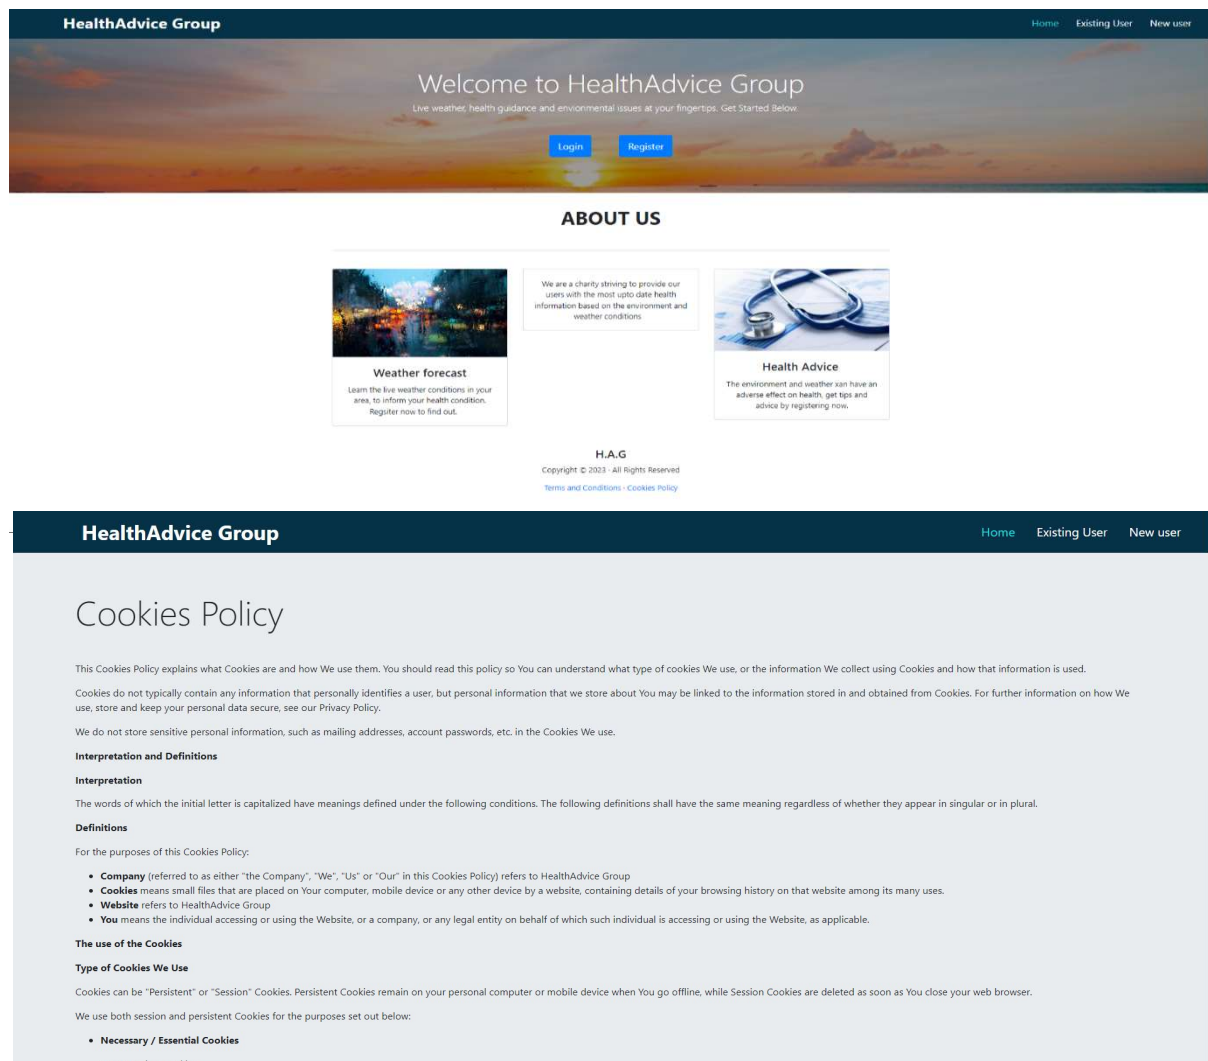 HealthAdvice Group
Home Existing User New user
Welcome to HealthAdvice Group
Live weather, health guidance and envionmental issues at your fingertips. Get Started Below.
Login Register
ABOUT US
Weather forecast
Learn the live weather conditions in your
area, to inform your health condition.
Regsiter now to find out.
We are a charity striving to provide our
users with the most upto date health
information based on the environment and
weather conditions
Health Advice
The environment and weather xan have an
adverse effect on health, get tips and
advice by registering now.
H.A.G
Copyright © 2023 - All Rights Reserved
Terms and Conditions - Cookies Policy
HealthAdvice Group
Home Existing User New user
Cookies Policy
This Cookies Policy explains what Cookies are and how We use them. You should read this policy so You can understand what type of cookies We use, or the information We collect using Cookies and how that information is used.
Cookies do not typically contain any information that personally identifies a user, but personal information that we store about You may be linked to the information stored in and obtained from Cookies. For further information on how We
use, store and keep your personal data secure, see our Privacy Policy.
We do not store sensitive personal information, such as mailing addresses, account passwords, etc. in the Cookies We use.
Interpretation and Definitions
Interpretation
The words of which the initial letter is capitalized have meanings defined under the following conditions. The following definitions shall have the same meaning regardless of whether they appear in singular or in plural.
Definitions
For the purposes of this Cookies Policy:
• Company (referred to as either "the Company", "We", "Us" or "Our" in this Cookies Policy) refers to HealthAdvice Group
• Cookies means small files that are placed on Your computer, mobile device or any other device by a website, containing details of your browsing history on that website among its many uses.
• Website refers to HealthAdvice Group
• You means the individual accessing or using the Website, or a company, or any legal entity on behalf of which such individual is accessing or using the Website, as applicable.
The use of the Cookies
Type of Cookies We Use
Cookies can be "Persistent" or "Session" Cookies. Persistent Cookies remain on your personal computer or mobile device when You go offline, while Session Cookies are deleted as soon as You close your web browser.
We use both session and persistent Cookies for the purposes set out below:
• Necessary / Essential Cookies